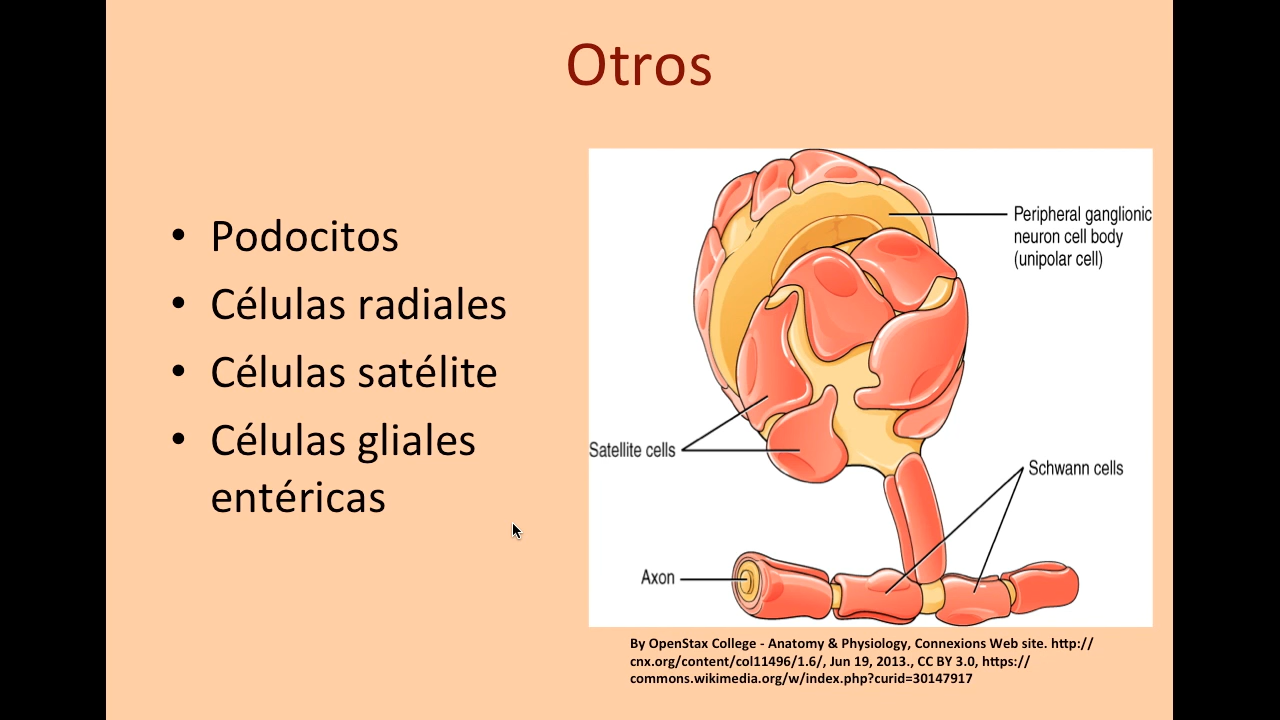 Otros
• Podocitos
• Células radiales
• Células satélite
• Células gliales
entéricas
Peripheral ganglionic
neuron cell body
(unipolar cell)
Satellite cells
Schwann cells
Axon
By OpenStax College - Anatomy & Physiology, Connexions Web site. http://
cnx.org/content/col11496/1.6/, Jun 19, 2013., CC BY 3.0, https://
commons.wikimedia.org/w/index.php?curid=30147917